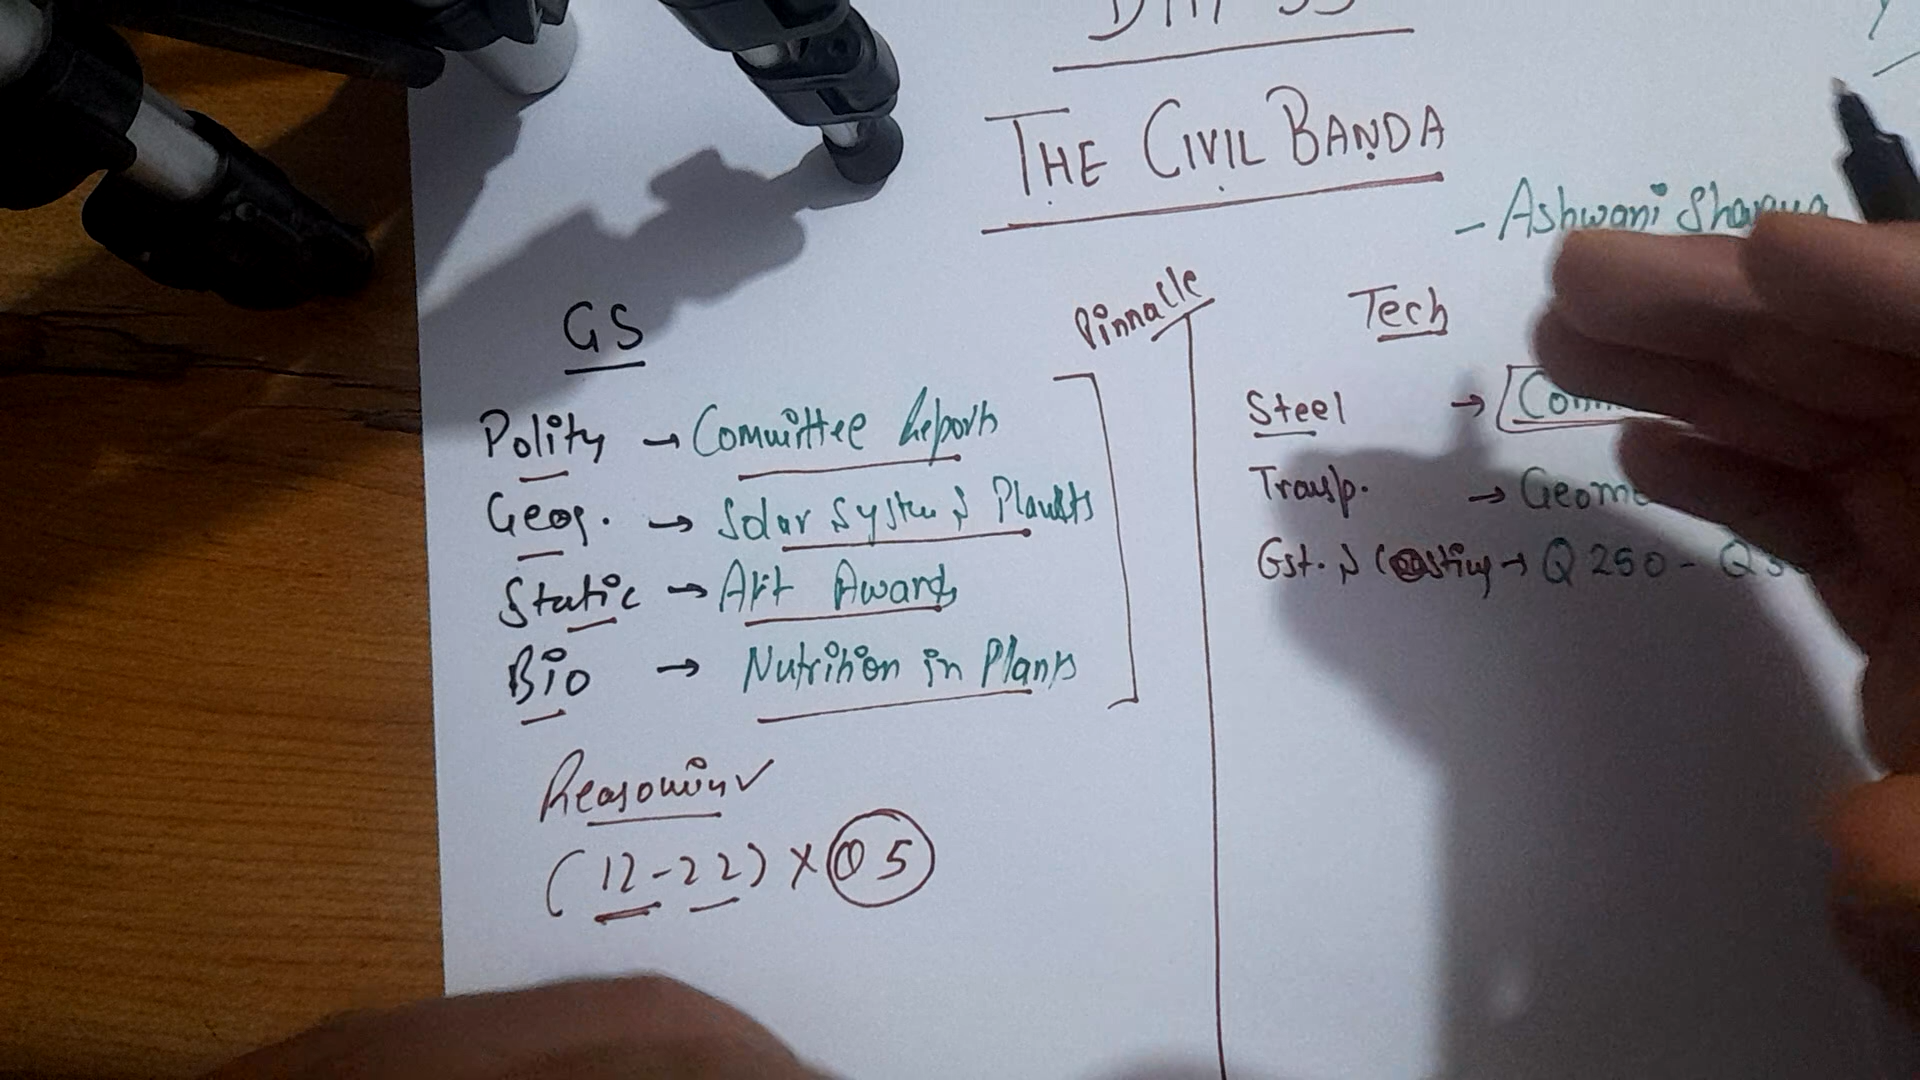 THE CIVIL BANDA
- Ashwani Sharma
GS
Pinnacle
Polity → Committee Reports
Geog. → Solar System & Planets
Static → Art Awards
Bio → Nutrition in Plants
Reasoning
(12-22) × 05
Tech
Steel →
Transp. →
Gst. & Costing → Q 250 -